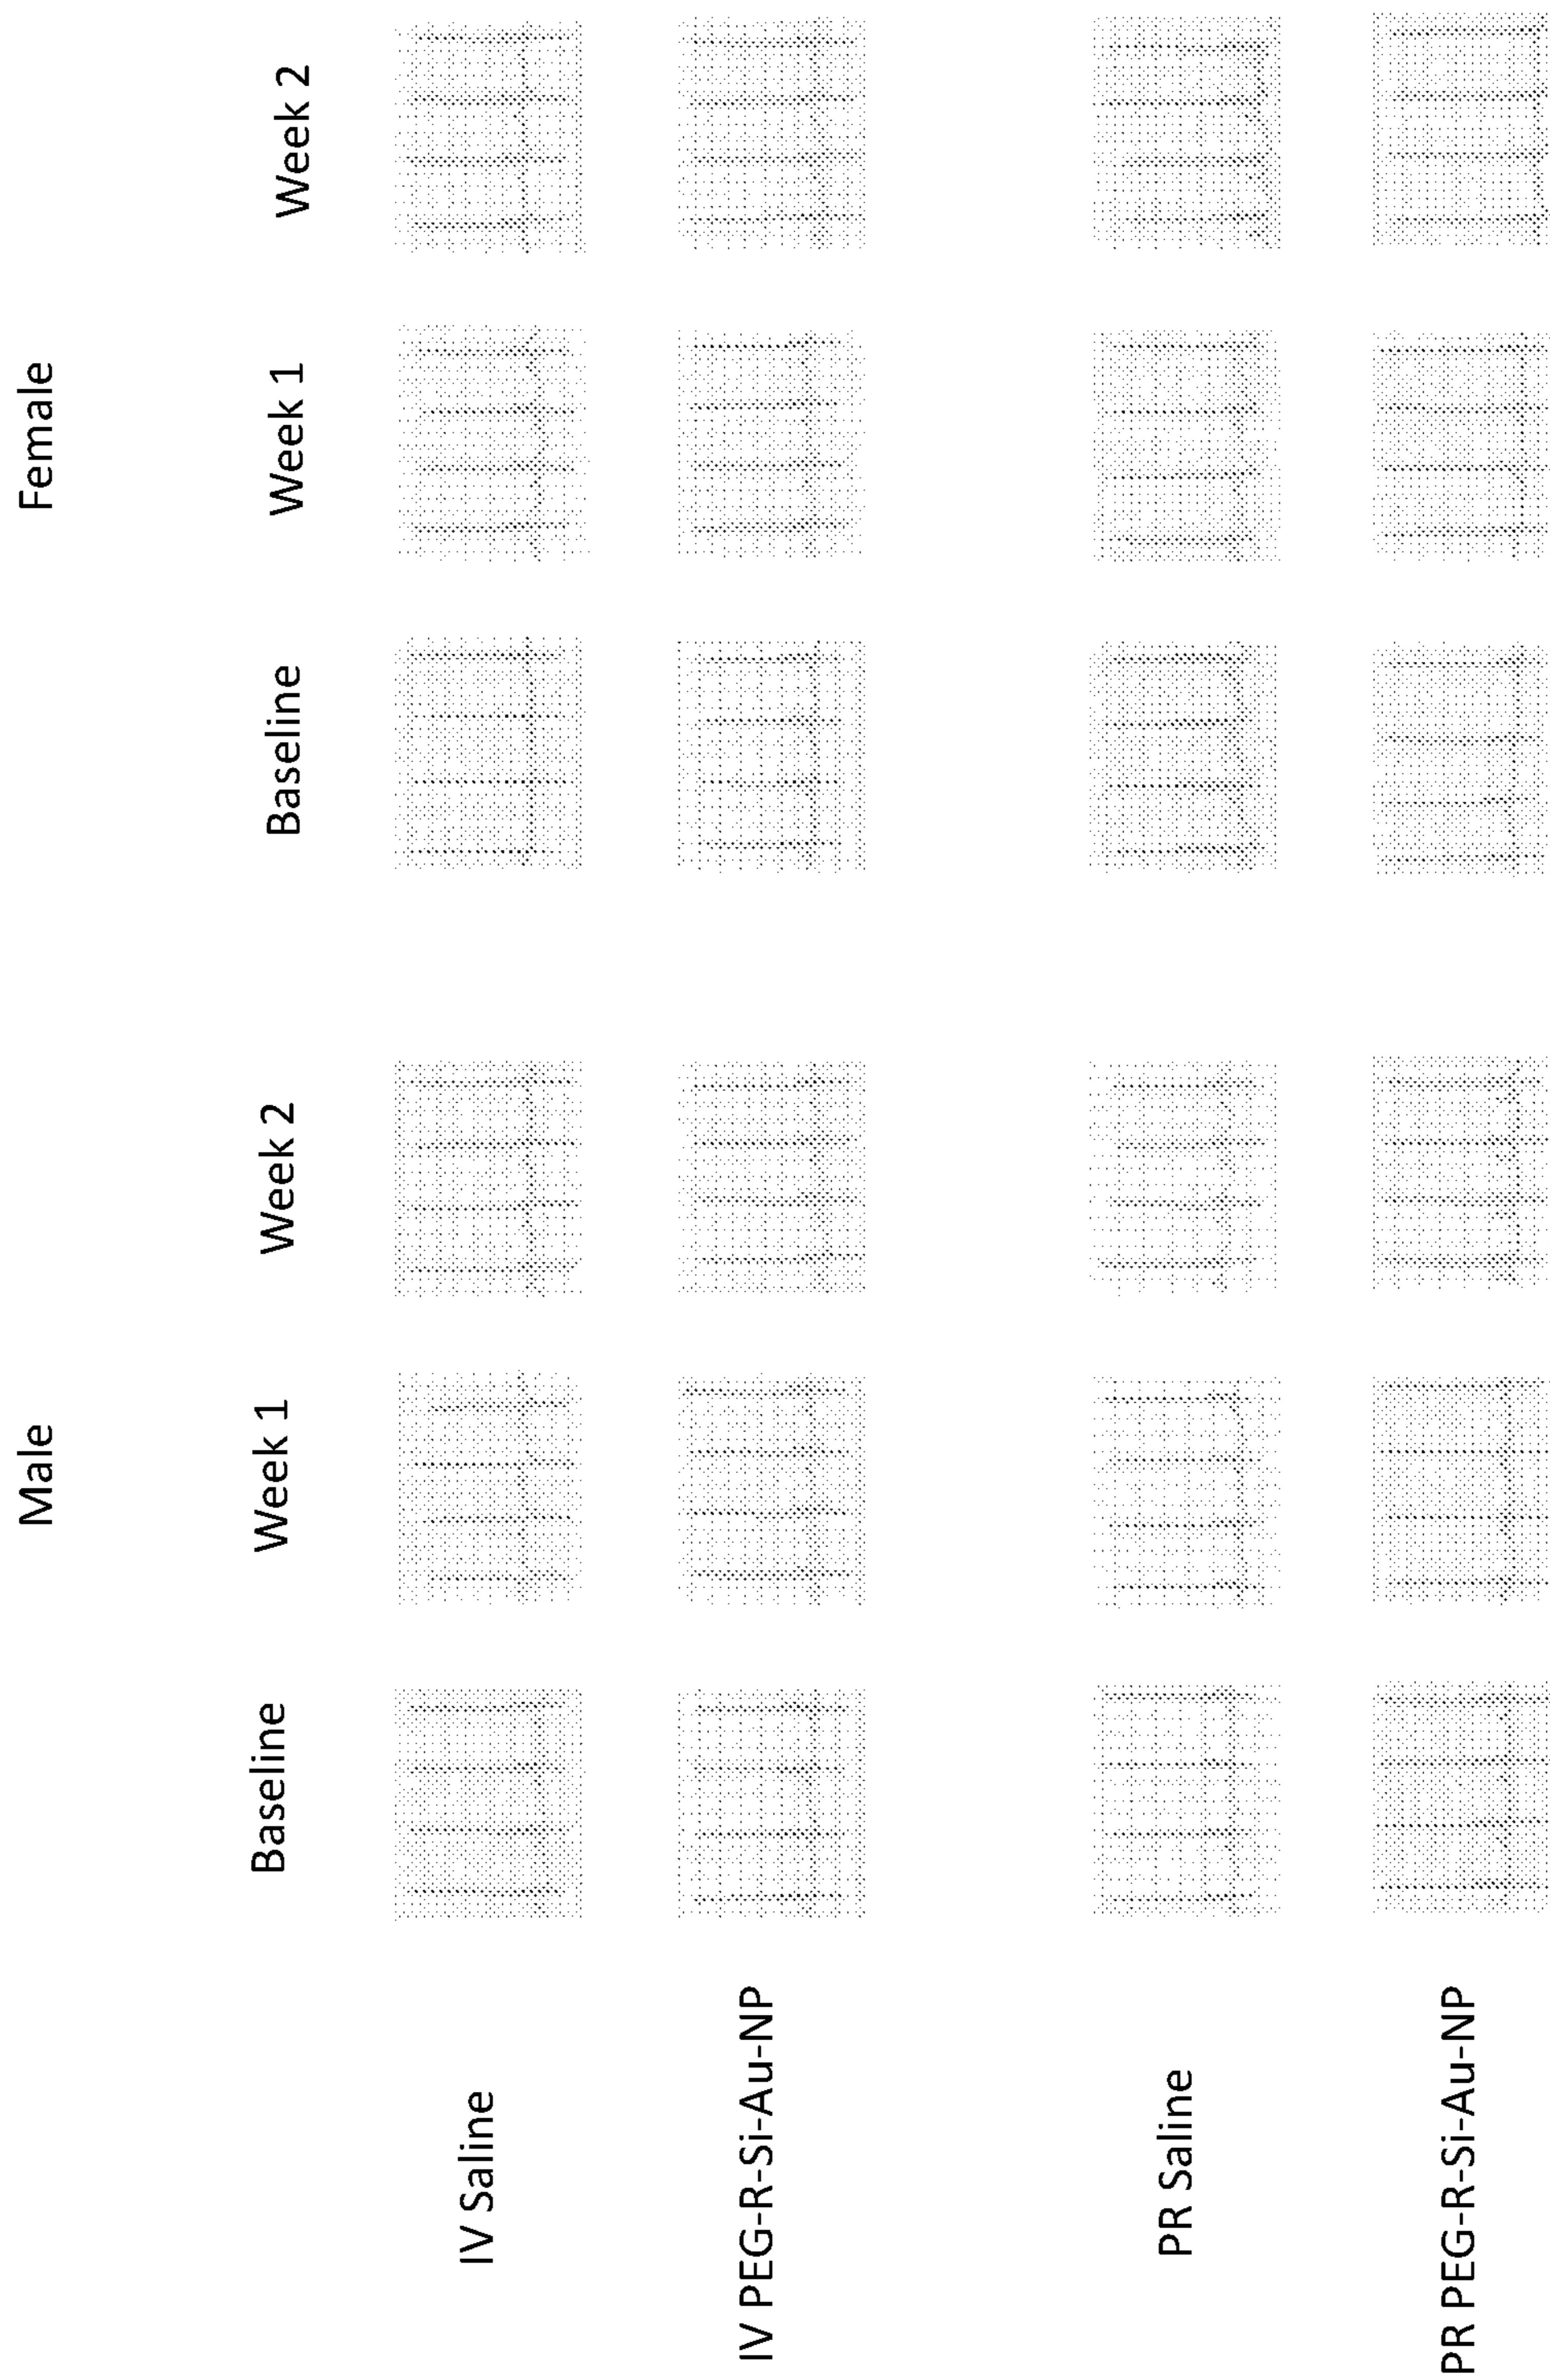 Male Female
Baseline Week 1 Week 2 Baseline Week 1 Week 2
IV Saline
IV PEG-R-Si-Au-NP
PR Saline
PR PEG-R-Si-Au-NP